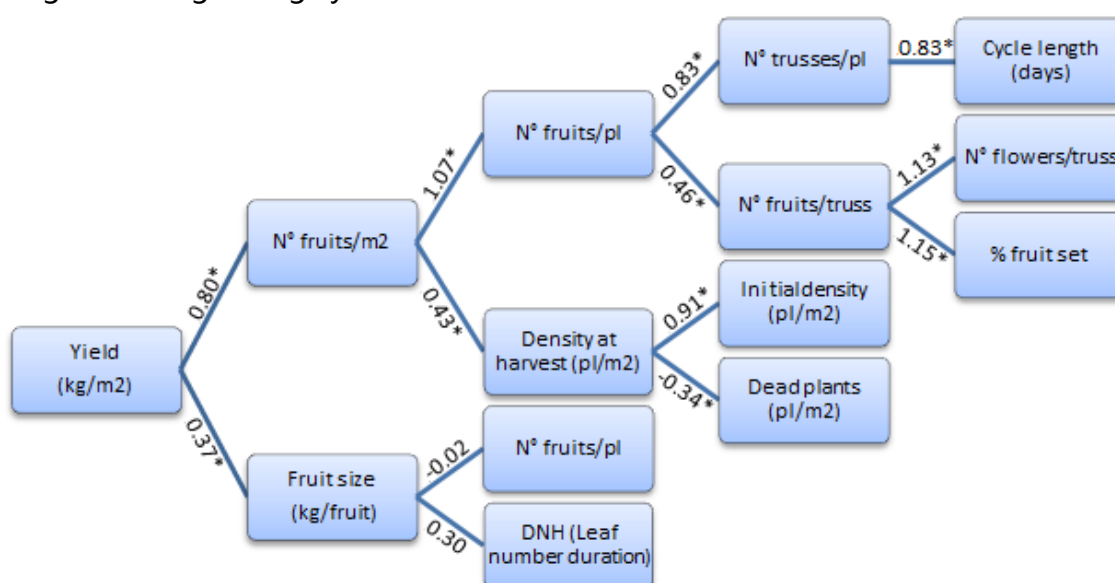 N° trusses/pl
0.83*
Cycle length
(days)
0.83*
N° fruits/pl
0.46*
N° fruits/truss
1.13*
N° flowers/truss
1.15*
% fruit set
1.07*
N° fruits/m2
0.43*
0.80*
Density at
harvest (pl/m2)
0.91*
Initial density
(pl/m2)
-0.34*
Dead plants
(pl/m2)
Yield
(kg/m2)
0.37*
Fruit size
(kg/fruit)
-0.02
N° fruits/pl
0.30
DNH (Leaf
number duration)